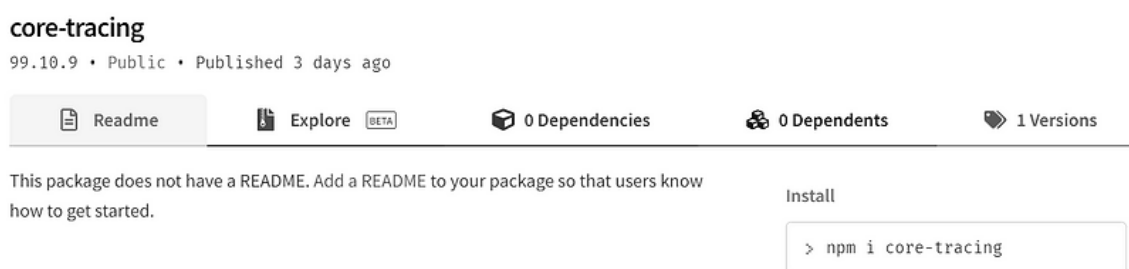 core-tracing
99.10.9 • Public • Published 3 days ago
Readme
Explore BETA
0 Dependencies
0 Dependents
1 Versions
This package does not have a README. Add a README to your package so that users know
how to get started.
Install
> npm i core-tracing